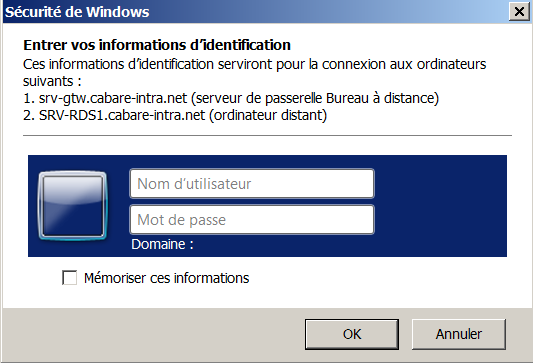 Sécurité de Windows
Entrer vos informations d'identification
Ces informations d'identification serviront pour la connexion aux ordinateurs
suivants :
1. srv-gtw.cabare-intra.net (serveur de passerelle Bureau à distance)
2. SRV-RDS1.cabare-intra.net (ordinateur distant)
Nom d'utilisateur
Mot de passe
Domaine :
Mémoriser ces informations
OK
Annuler